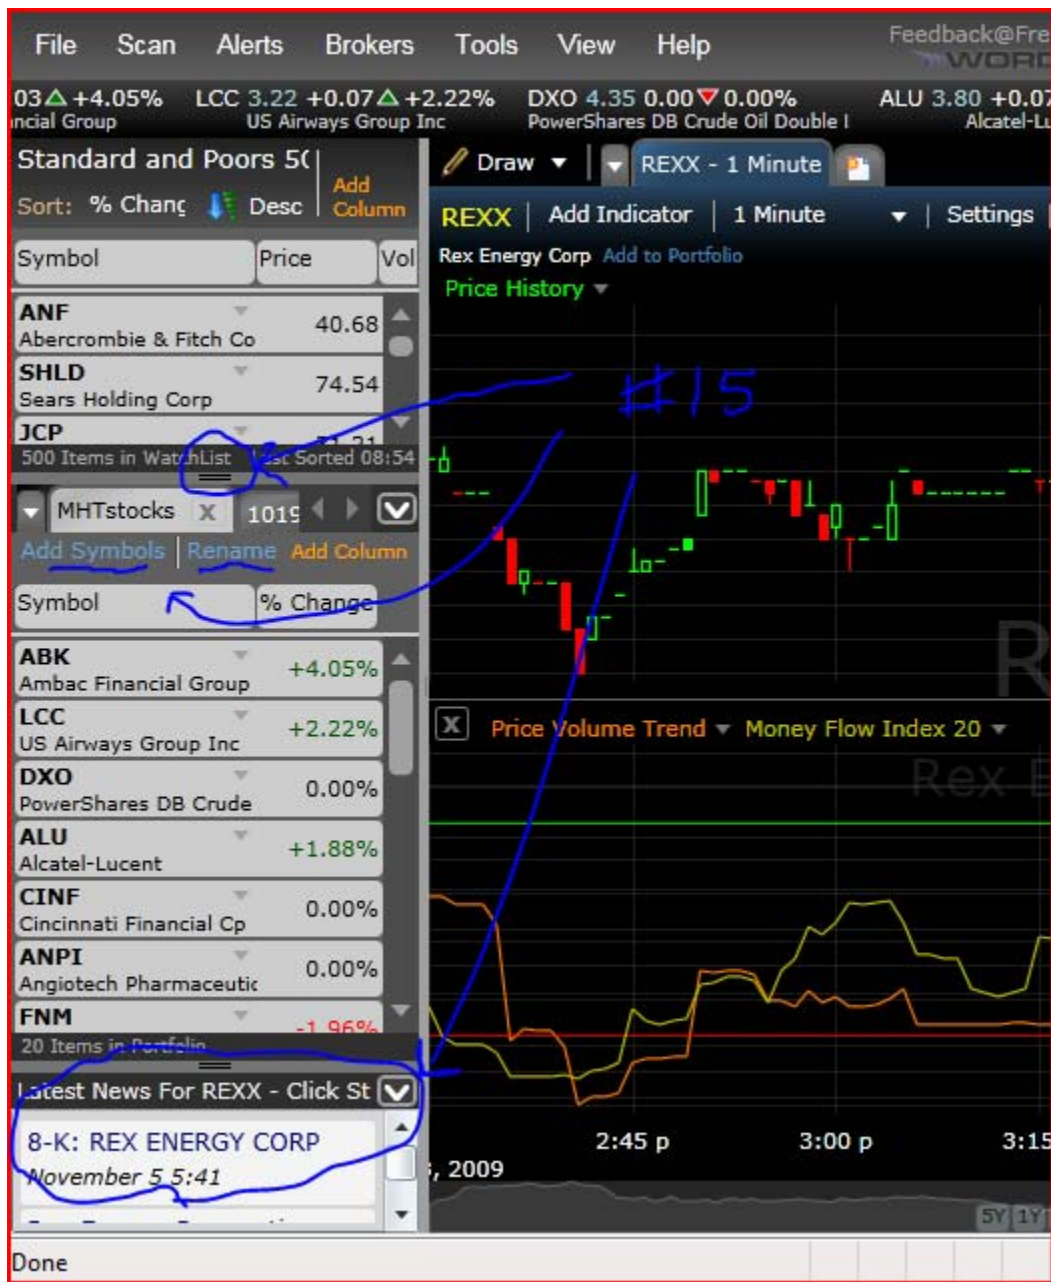 File Scan Alerts Brokers Tools View Help Feedback@Fre
WORD
03 +4.05% LCC 3.22 +0.07 +2.22% DXO 4.35 0.00 0.00% ALU 3.80 +0.07
ncial Group US Airways Group Inc PowerShares DB Crude Oil Double I Alcatel-Lu
Standard and Poors 50
Add
Sort: % Chang Desc Column
Symbol Price Vol
ANF
Abercrombie & Fitch Co 40.68
SHLD
Sears Holding Corp 74.54
JCP
500 Items in WatchList Last Sorted 08:54
MHTstocks X 1019
Add Symbols Rename Add Column
Symbol % Change
ABK
Ambac Financial Group +4.05%
LCC
US Airways Group Inc +2.22%
DXO
PowerShares DB Crude 0.00%
ALU
Alcatel-Lucent +1.88%
CINF
Cincinnati Financial Cp 0.00%
ANPI
Angiotech Pharmaceutic 0.00%
FNM
-1.96%
20 Items in Portfolio
Latest News For REXX - Click St
8-K: REX ENERGY CORP
November 5 5:41
Draw REXX - 1 Minute
REXX Add Indicator 1 Minute Settings
Rex Energy Corp Add to Portfolio
Price History
#15
R
X Price Volume Trend Money Flow Index 20
Rex E
2:45 p 3:00 p 3:15
, 2009
5Y 1Y
Done